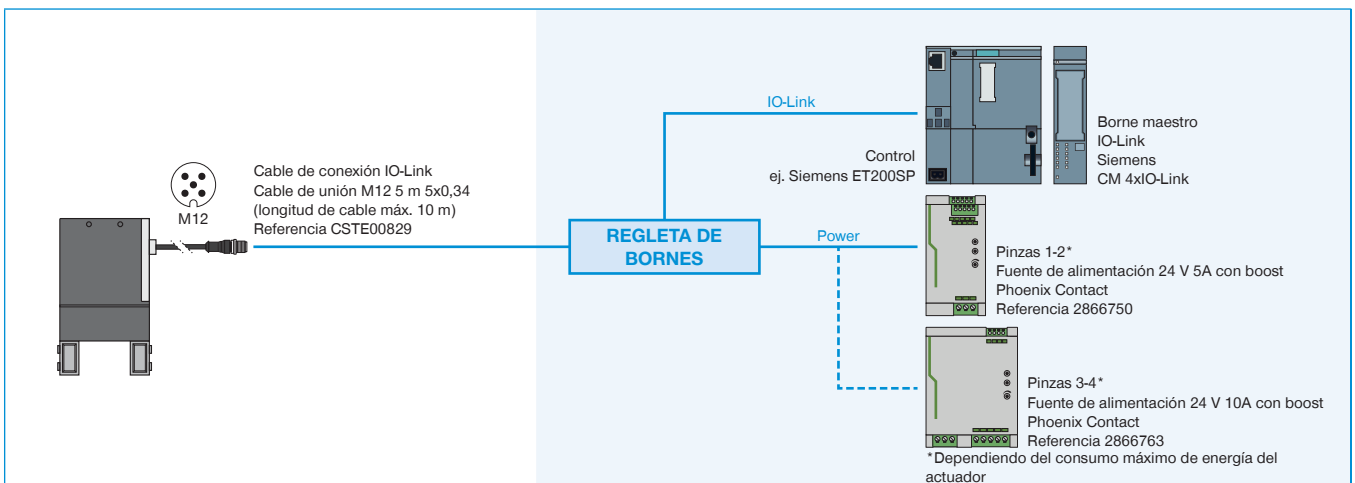 M12
Cable de conexión IO-Link
Cable de unión M12 5 m 5x0,34
(longitud de cable máx. 10 m)
Referencia CSTE00829
REGLETA DE
BORNES
IO-Link
Power
Control
ej. Siemens ET200SP
Borne maestro
IO-Link
Siemens
CM 4xIO-Link
Pinzas 1-2*
Fuente de alimentación 24 V 5A con boost
Phoenix Contact
Referencia 2866750
Pinzas 3-4*
Fuente de alimentación 24 V 10A con boost
Phoenix Contact
Referencia 2866763
*Dependiendo del consumo máximo de energía del
actuador